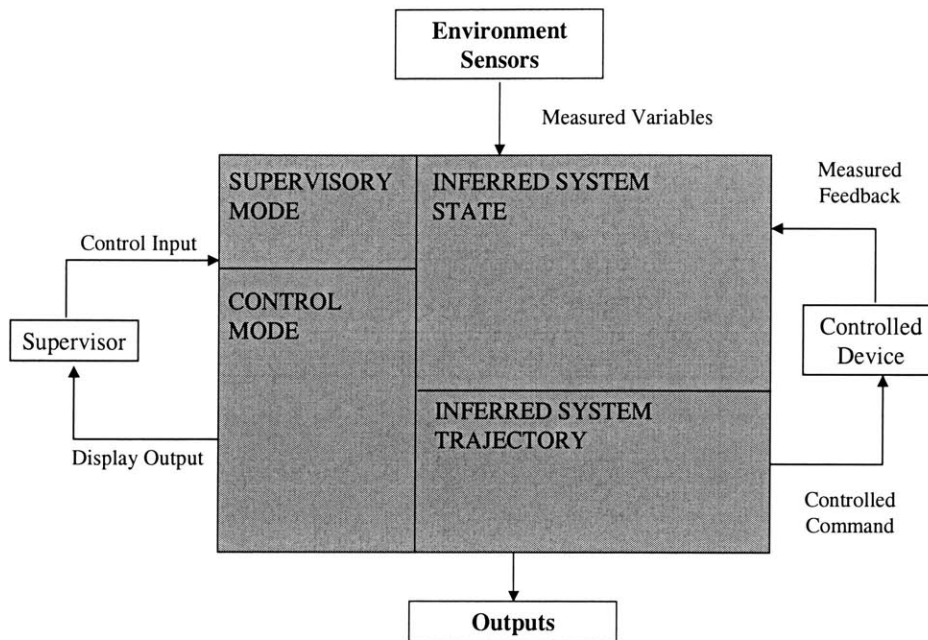 Environment
Sensors
Measured Variables
SUPERVISORY
MODE
INFERRED SYSTEM
STATE
Measured
Feedback
Control Input
CONTROL
MODE
Supervisor
Controlled
Device
INFERRED SYSTEM
TRAJECTORY
Display Output
Controlled
Command
Outputs